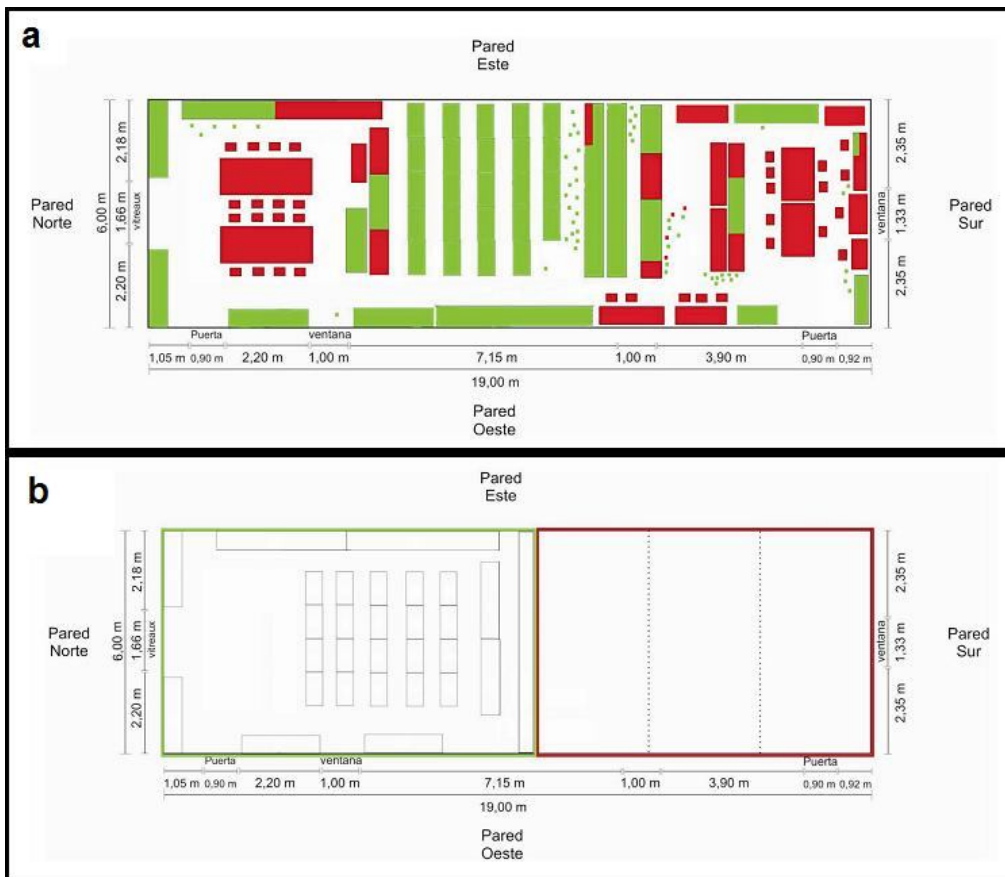 a
Pared
Este
Pared
Norte
6,00 m
2,18 m
1,66 m
vitreaux
2,20 m
2,35 m
ventana
1,33 m
2,35 m
Pared
Sur
Puerta
ventana
Puerta
1,05 m
0,90 m
2,20 m
1,00 m
7,15 m
1,00 m
3,90 m
0,90 m
0,92 m
19,00 m
Pared
Oeste
b
Pared
Este
Pared
Norte
6,00 m
2,18 m
1,66 m
vitreaux
2,20 m
2,35 m
ventana
1,33 m
2,35 m
Pared
Sur
Puerta
ventana
Puerta
1,05 m
0,90 m
2,20 m
1,00 m
7,15 m
1,00 m
3,90 m
0,90 m
0,92 m
19,00 m
Pared
Oeste